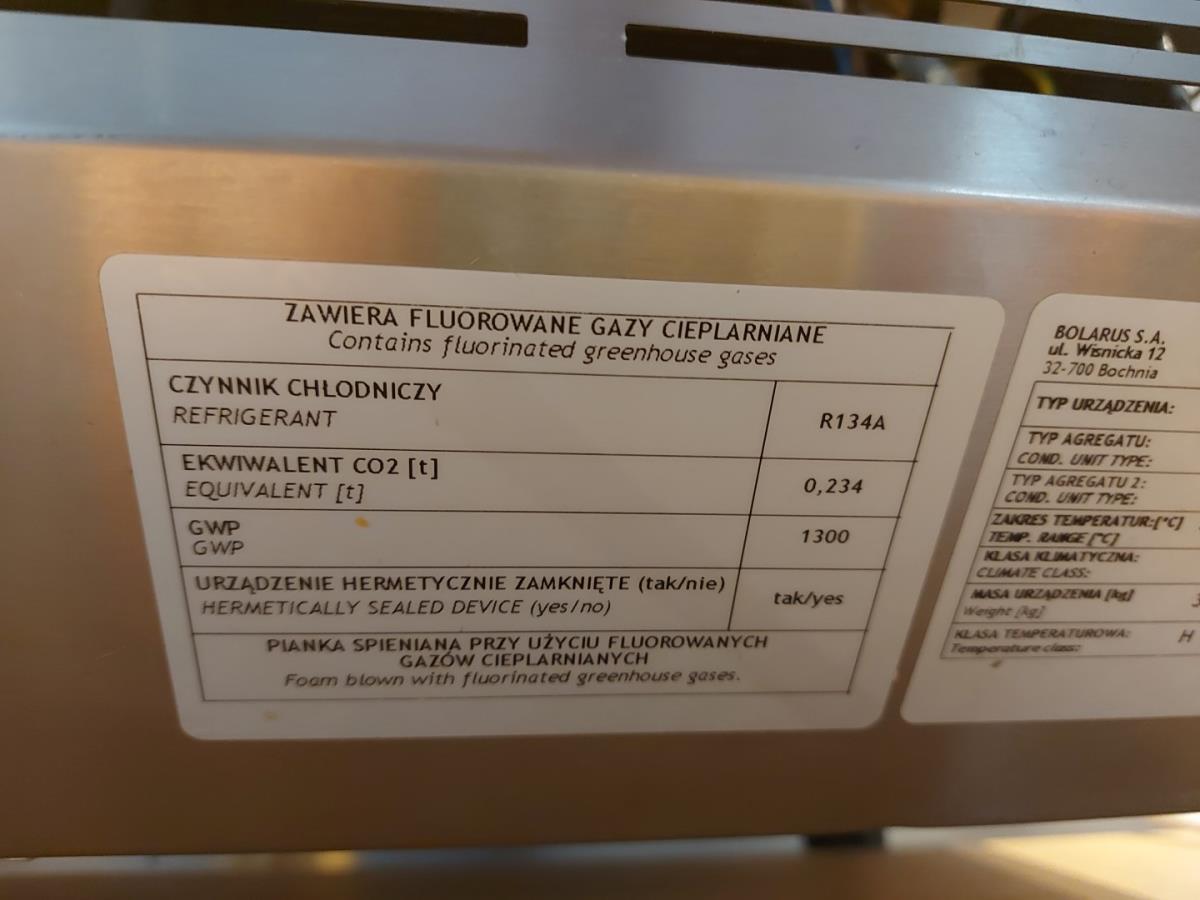 ZAWIERA FLUOROWANE GAZY CIEPLARNIANE
Contains fluorinated greenhouse gases
CZYNNIK CHŁODNICZY
REFRIGERANT
R134A
EKWIWALENT CO2 [t]
EQUIVALENT [t]
0,234
GWP
GWP
1300
URZĄDZENIE HERMETYCZNIE ZAMKNIĘTE (tak/nie)
HERMETICALLY SEALED DEVICE (yes/no)
tak/yes
PIANKA SPIENIANA PRZY UŻYCIU FLUOROWANYCH
GAZÓW CIEPLARNIANYCH
Foam blown with fluorinated greenhouse gases.
BOLARUS S.A.
ul. Wiśnicka 12
32-700 Bochnia
TYP URZĄDZENIA:
TYP AGREGATU:
COND. UNIT TYPE:
TYP AGREGATU 2:
COND. UNIT TYPE:
ZAKRES TEMPERATUR:[°C]
TEMP. RANGE [°C]
KLASA KLIMATYCZNA:
CLIMATE CLASS:
MASA URZĄDZENIA [kg]
Weight [kg]
KLASA TEMPERATUROWA:
Temperature class:
H